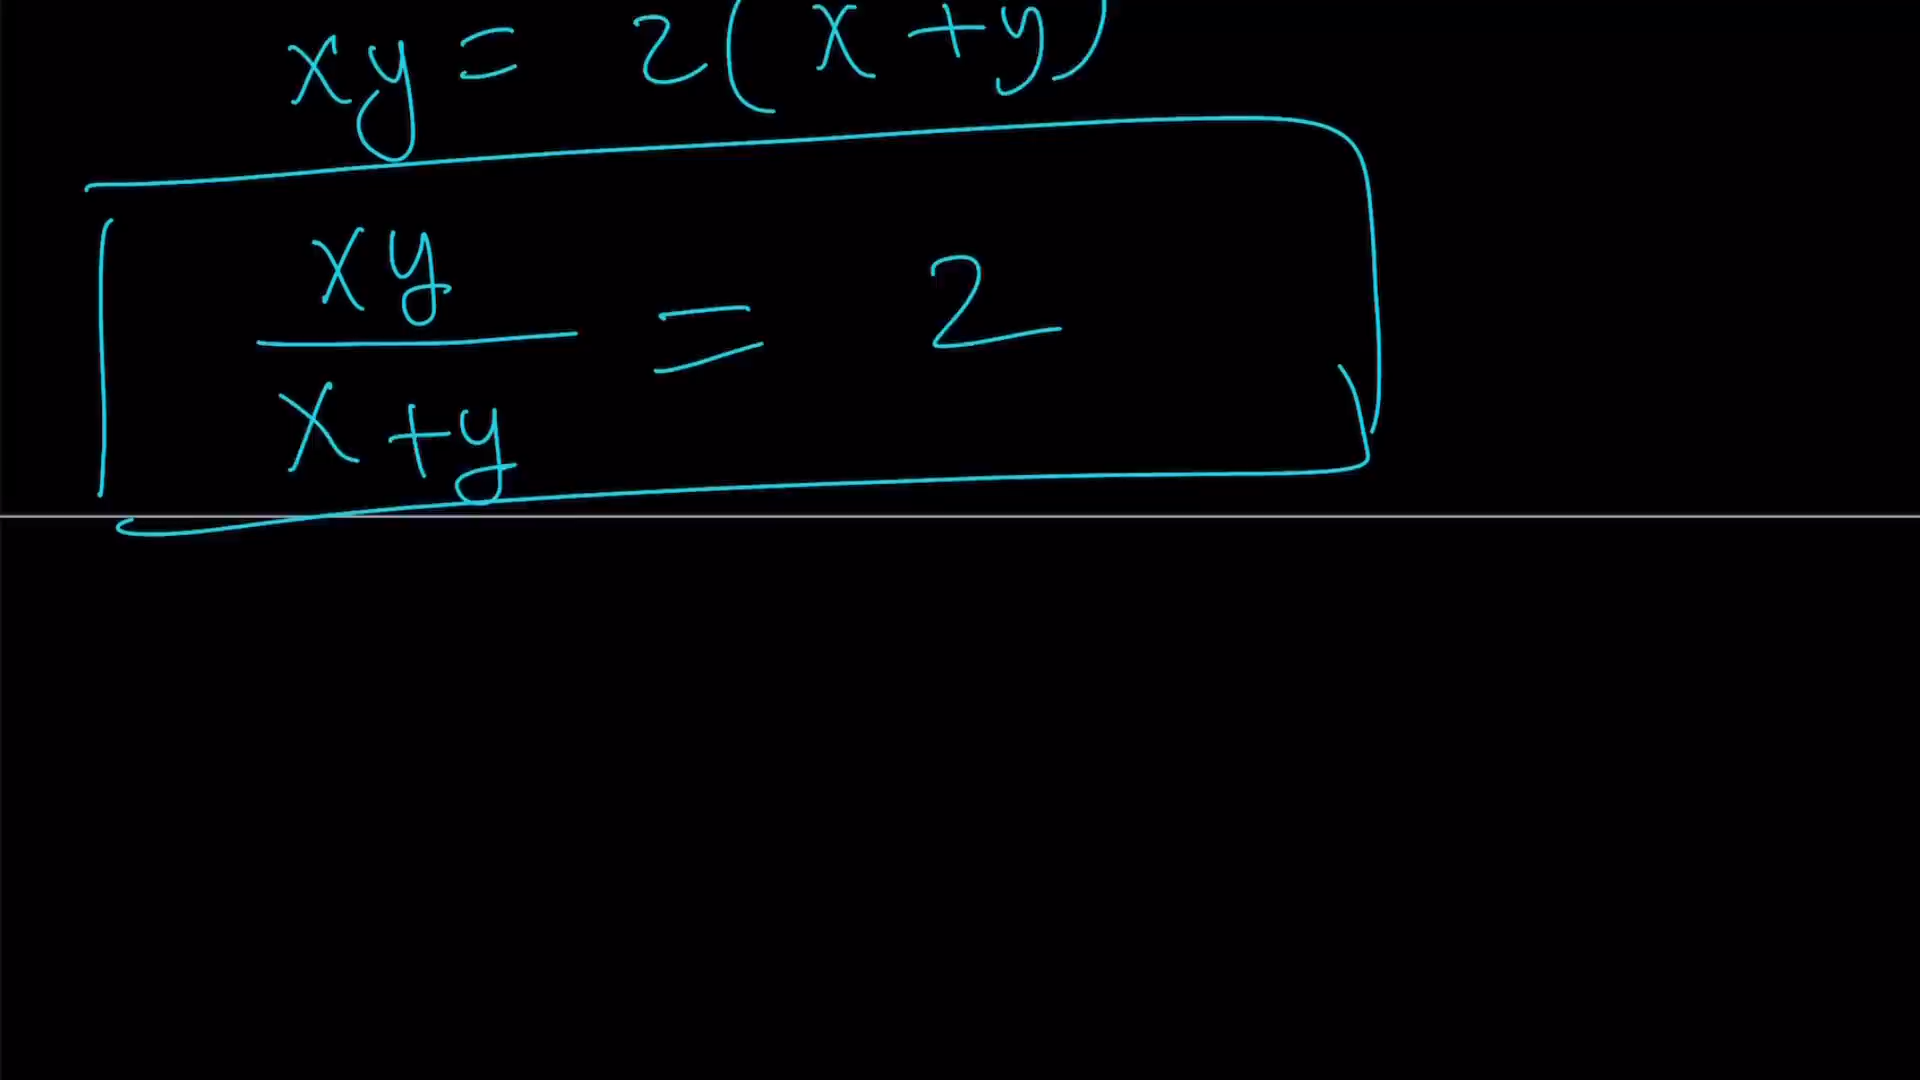 xy = 2(x+y)
xy
x+y
= 2